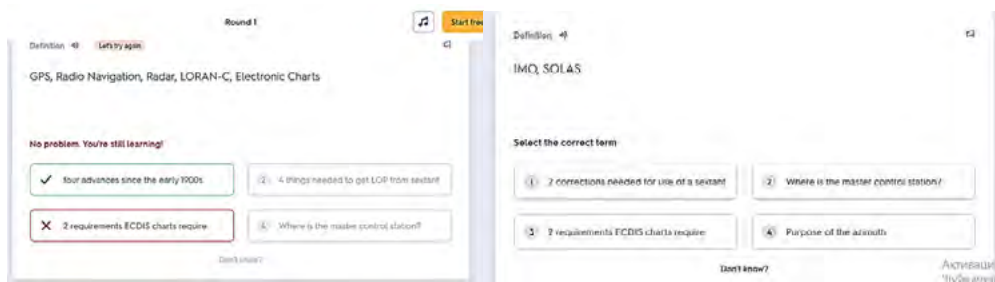 Round 1
Start free
Definition
Let's try again
GPS, Radio Navigation, Radar, LORAN-C, Electronic Charts
No problem. You're still learning!
four advances since the early 1900s
2 4 things needed to get LOP from sextant
2 requirements ECDIS charts require
4 Where is the master control station?
Don't know?
Definition
IMO, SOLAS
Select the correct term
1 2 corrections needed for use of a sextant
2 Where is the master control station?
3 2 requirements ECDIS charts require
4 Purpose of the azimuth
Don't know?
Активаци
Чтобы